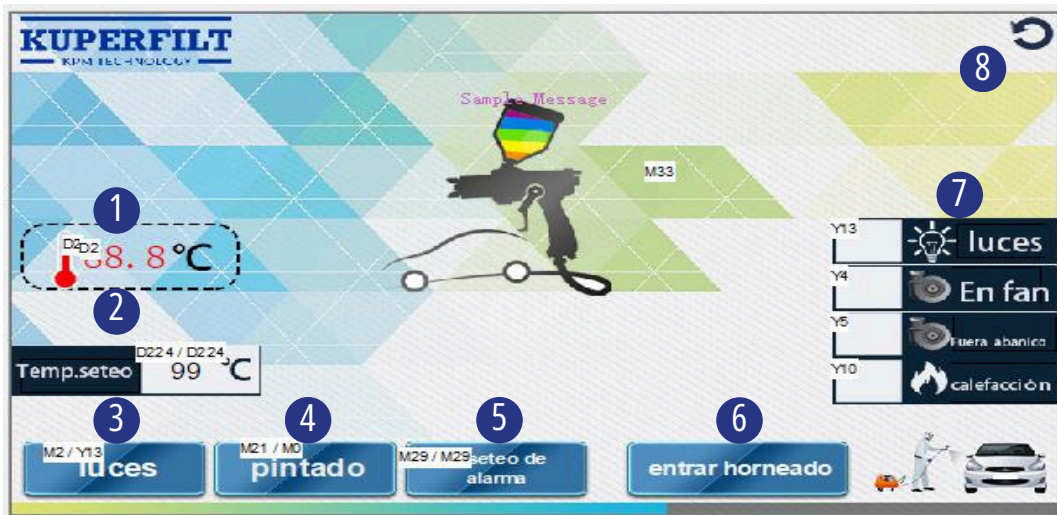 KUPERFILT
KPM TECHNOLOGY
8
Sample Message
M33
1
7
D2
D2
8.8°C
Y13
luces
Y4
En fan
2
Y5
Fuera abanico
D224 / D224
Temp.seteo
99 °C
Y10
calefacción
3
4
5
6
M2 / Y13
luces
M21 / M0
pintado
M29 / M29
seteo de
alarma
entrar horneado